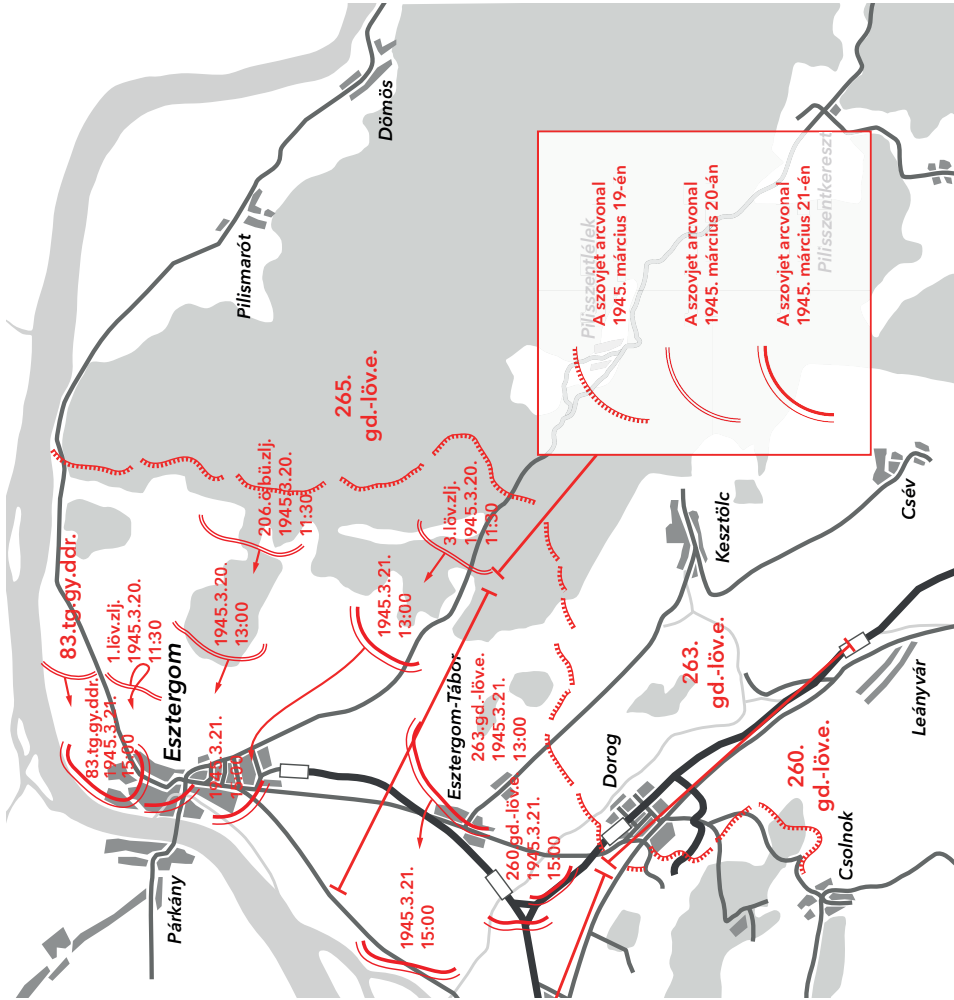 83.tg.gy.ddr.
83.tg.gy.ddr.
1945.3.21.
15:00
1.löv.zlj.
1945.3.20.
11:30
Párkány
Esztergom
1945.3.21.
1945.3.20.
13:00
206.ö.bü.zlj.
1945.3.20.
11:30
Pilismarót
Dömös
265.
gd.-löv.e.
1945.3.21.
13:00
3.löv.zlj.
1945.3.20.
11:30
1945.3.21.
15:00
Esztergom-Tábor
263.gd.-löv.e.
1945.3.21.
13:00
260.gd.-löv.e
1945.3.21.
15:00
Dorog
263.
gd.-löv.e.
Kesztölc
260.
gd.-löv.e
Csolnok
Leányvár
Csév
Pilisszentlélek
A szovjet arcvonal
1945. március 19-én
A szovjet arcvonal
1945. március 20-án
A szovjet arcvonal
1945. március 21-én
Pilisszentkereszt